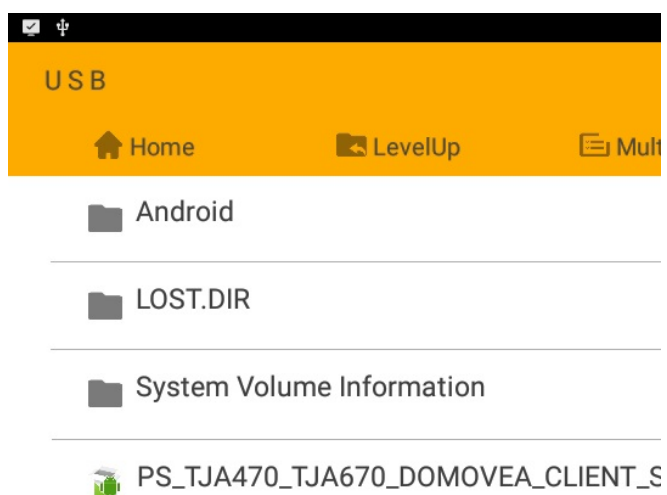 USB
Home LevelUp Mult
Android
LOST.DIR
System Volume Information
PS_TJA470_TJA670_DOMOVEA_CLIENT_S